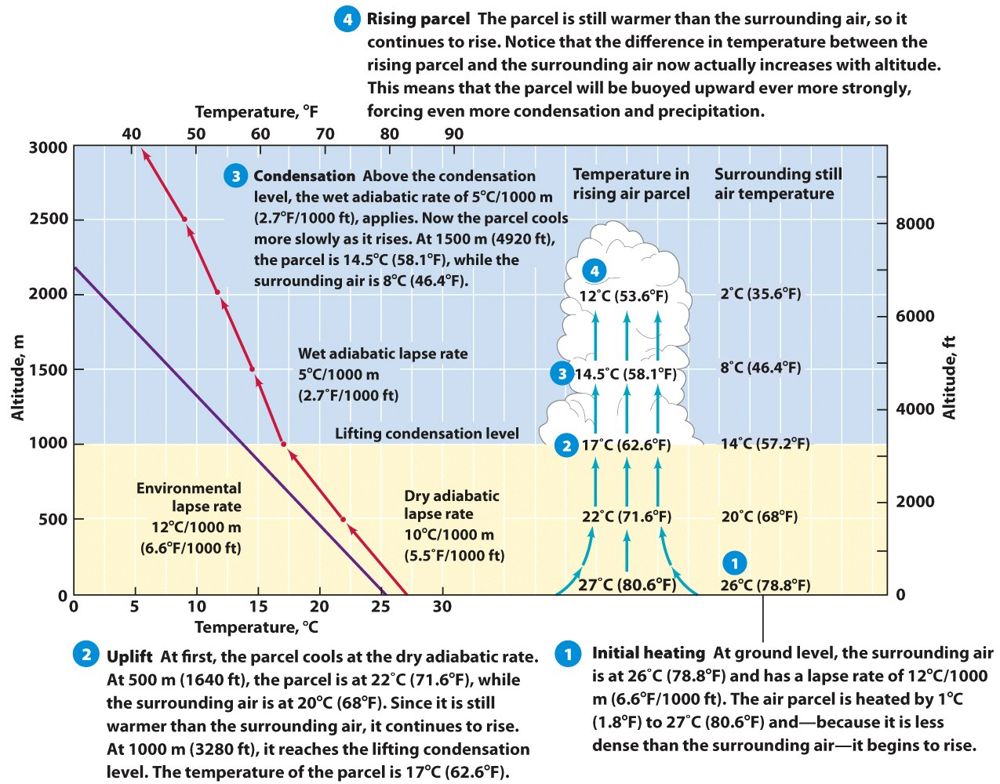 4 Rising parcel The parcel is still warmer than the surrounding air, so it
continues to rise. Notice that the difference in temperature between the
rising parcel and the surrounding air now actually increases with altitude.
This means that the parcel will be buoyed upward ever more strongly,
forcing even more condensation and precipitation.
Temperature, °F
40 50 60 70 80 90
3000
2500
2000
1500
1000
500
0
Altitude, m
3 Condensation Above the condensation
level, the wet adiabatic rate of 5°C/1000 m
(2.7°F/1000 ft), applies. Now the parcel cools
more slowly as it rises. At 1500 m (4920 ft),
the parcel is 14.5°C (58.1°F), while the
surrounding air is 8°C (46.4°F).
Wet adiabatic lapse rate
5°C/1000 m
(2.7°F/1000 ft)
Lifting condensation level
Environmental
lapse rate
12°C/1000 m
(6.6°F/1000 ft)
Dry adiabatic
lapse rate
10°C/1000 m
(5.5°F/1000 ft)
Temperature in
rising air parcel
4
12°C (53.6°F)
3 14.5°C (58.1°F)
2 17°C (62.6°F)
22°C (71.6°F)
27°C (80.6°F)
Surrounding still
air temperature
2°C (35.6°F)
8°C (46.4°F)
14°C (57.2°F)
20°C (68°F)
1
26°C (78.8°F)
8000
6000
4000
2000
0
Altitude, ft
0 5 10 15 20 25 30
Temperature, °C
2 Uplift At first, the parcel cools at the dry adiabatic rate.
At 500 m (1640 ft), the parcel is at 22°C (71.6°F), while
the surrounding air is at 20°C (68°F). Since it is still
warmer than the surrounding air, it continues to rise.
At 1000 m (3280 ft), it reaches the lifting condensation
level. The temperature of the parcel is 17°C (62.6°F).
1 Initial heating At ground level, the surrounding air
is at 26°C (78.8°F) and has a lapse rate of 12°C/1000
m (6.6°F/1000 ft). The air parcel is heated by 1°C
(1.8°F) to 27°C (80.6°F) and—because it is less
dense than the surrounding air—it begins to rise.